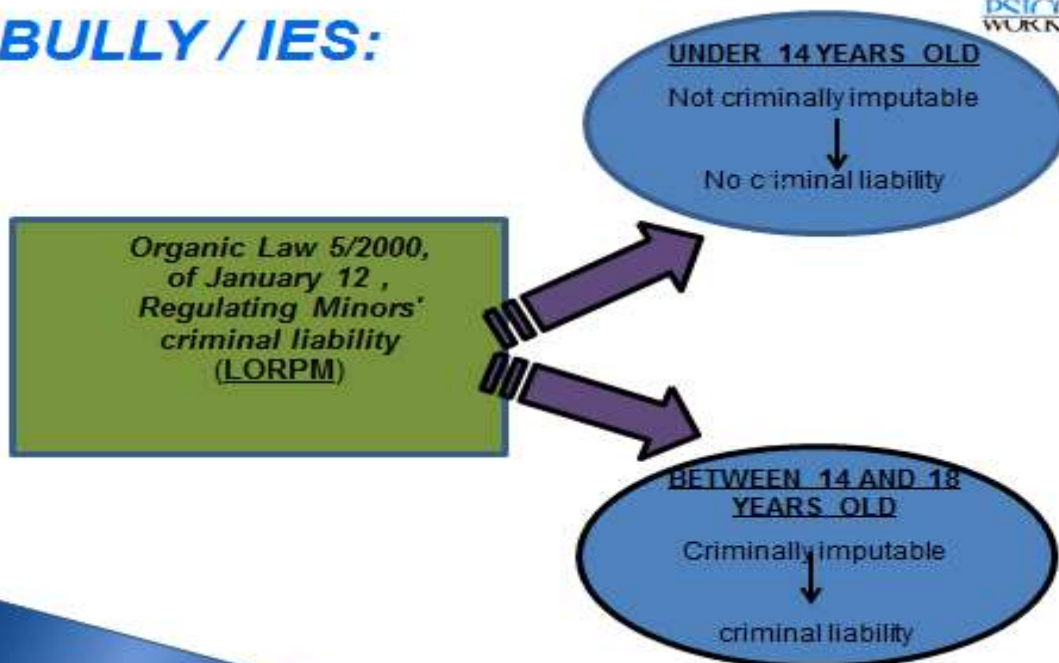 BULLY / IES:
UNDER 14 YEARS OLD
Not criminally imputable
No criminal liability
Organic Law 5/2000,
of January 12 ,
Regulating Minors'
criminal liability
(LORPM)
BETWEEN 14 AND 18
YEARS OLD
Criminally imputable
criminal liability